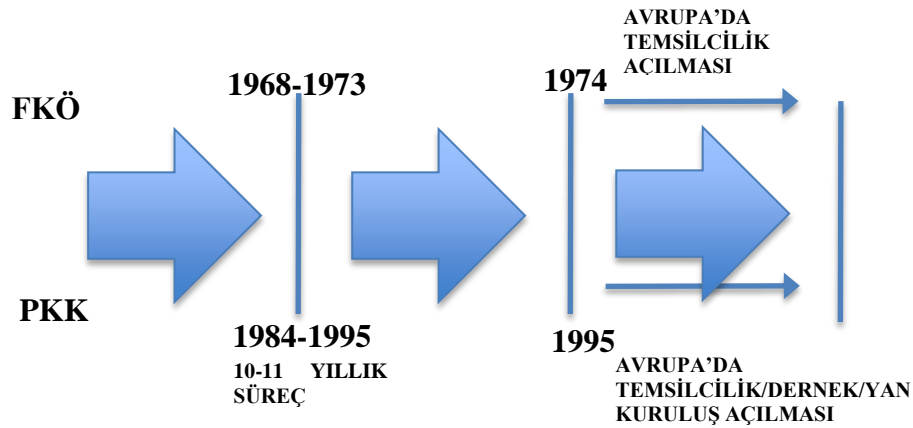 AVRUPA'DA
TEMSİLCİLİK
AÇILMASI
1968-1973
1974
FKÖ
PKK
1984-1995
10-11 YILLIK
SÜREÇ
1995
AVRUPA'DA
TEMSİLCİLİK/DERNEK/YAN
KURULUŞ AÇILMASI